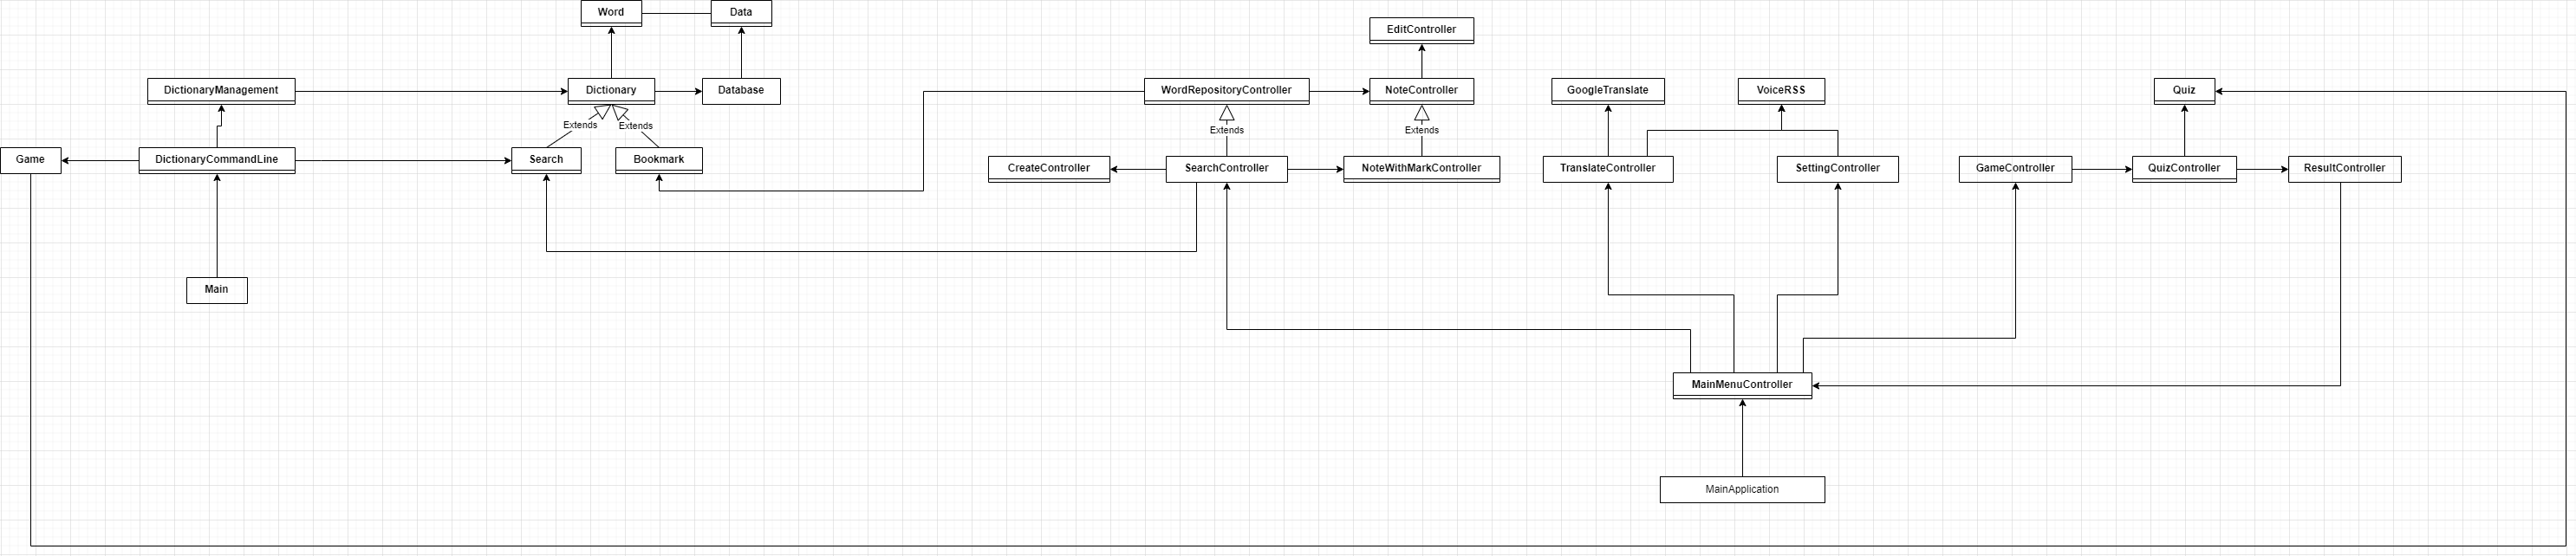 Word
Data
EditController
DictionaryManagement
Dictionary
Database
WordRepositoryController
NoteController
GoogleTranslate
VoiceRSS
Quiz
Extends
Extends
Extends
Extends
Game
DictionaryCommandLine
Search
Bookmark
CreateController
SearchController
NoteWithMarkController
TranslateController
SettingController
GameController
QuizController
ResultController
Main
MainMenuController
MainApplication